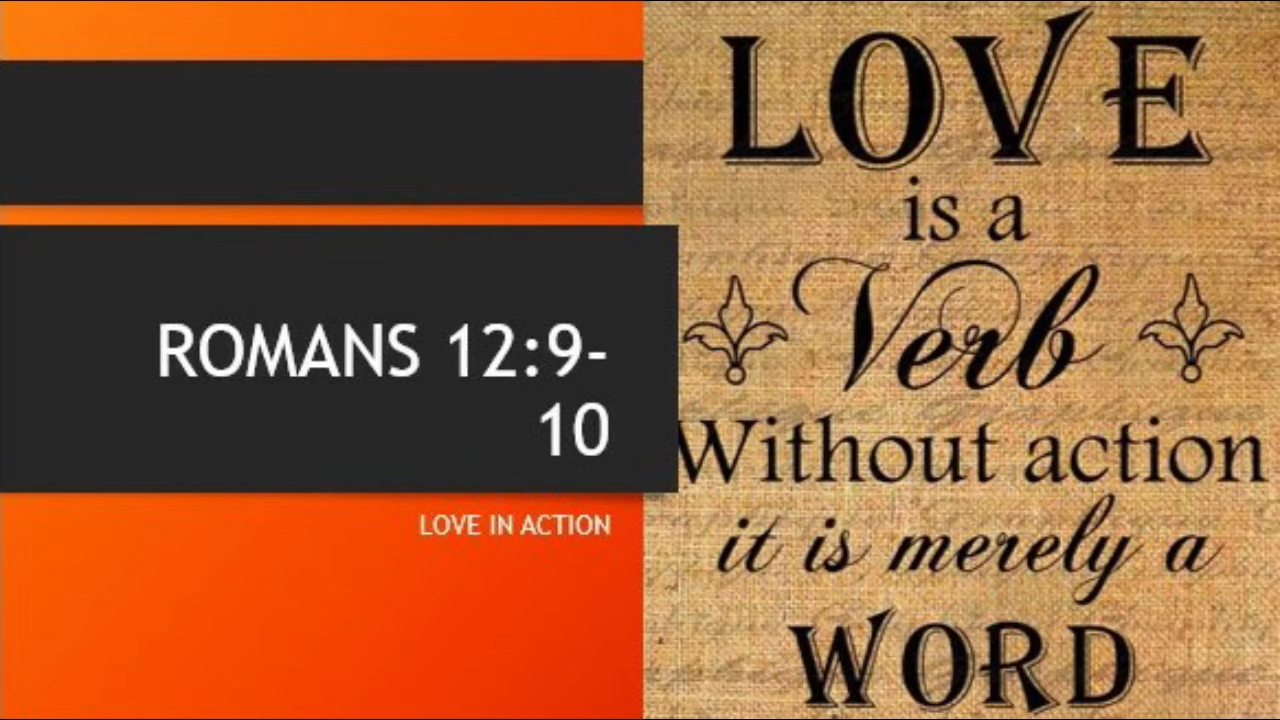 ROMANS 12:9-
10
LOVE IN ACTION
LOVE
is a
Verb
Without action
it is merely a
WORD